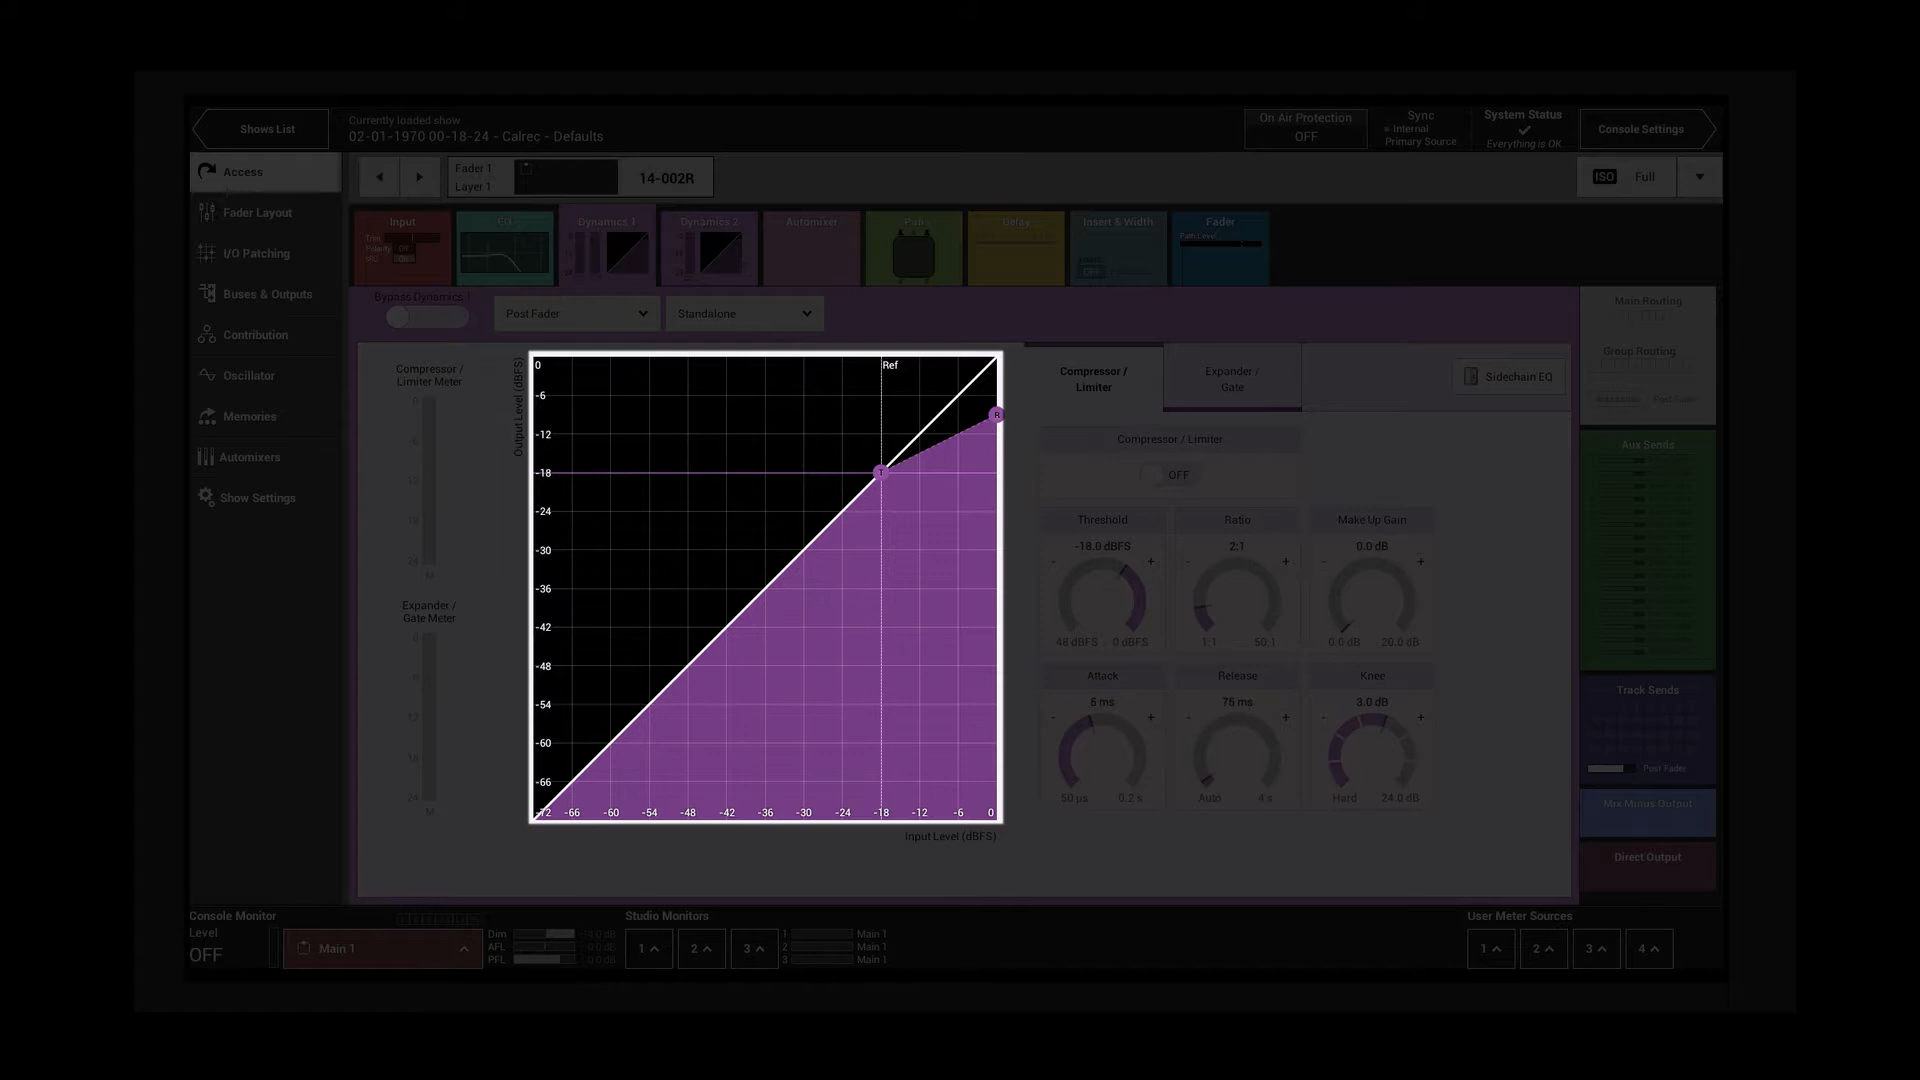 Shows List
Currently loaded show
02-01-1970 00-18-24 - Calrec - Defaults
On Air Protection
OFF
Sync
Internal
Primary Source
System Status
Everything is OK
Console Settings
Access
Fader Layout
I/O Patching
Buses & Outputs
Contribution
Oscillator
Memories
Automixers
Show Settings
Fader 1
Layer 1
14-002R
ISO
Full
Input
EQ
Dynamics 1
Dynamics 2
Automixer
Pan
Delay
Insert & Width
Fader
Path Level
Bypass Dynamics 1
Post Fader
Standalone
Compressor /
Limiter Meter
Expander /
Gate Meter
M
M
Output Level (dBFS)
Ref
R
T
0
-6
-12
-18
-24
-30
-36
-42
-48
-54
-60
-66
-72 -66 -60 -54 -48 -42 -36 -30 -24 -18 -12 -6 0
Input Level (dBFS)
Compressor /
Limiter
Expander /
Gate
Sidechain EQ
Compressor / Limiter
OFF
Threshold
-18.0 dBFS
- +
48 dBFS 0 dBFS
Ratio
2:1
- +
1:1 50:1
Make Up Gain
0.0 dB
- +
0.0 dB 20.0 dB
Attack
5 ms
- +
50 µs 0.2 s
Release
75 ms
- +
Auto 4 s
Knee
3.0 dB
- +
Hard 24.0 dB
Main Routing
Group Routing
Aux Sends
Track Sends
Post Fader
Mix Minus Output
Direct Output
Console Monitor
Level
OFF
Main 1
Dim
AFL
PFL
Studio Monitors
1
2
3
1 Main 1
2 Main 1
3 Main 1
User Meter Sources
1
2
3
4